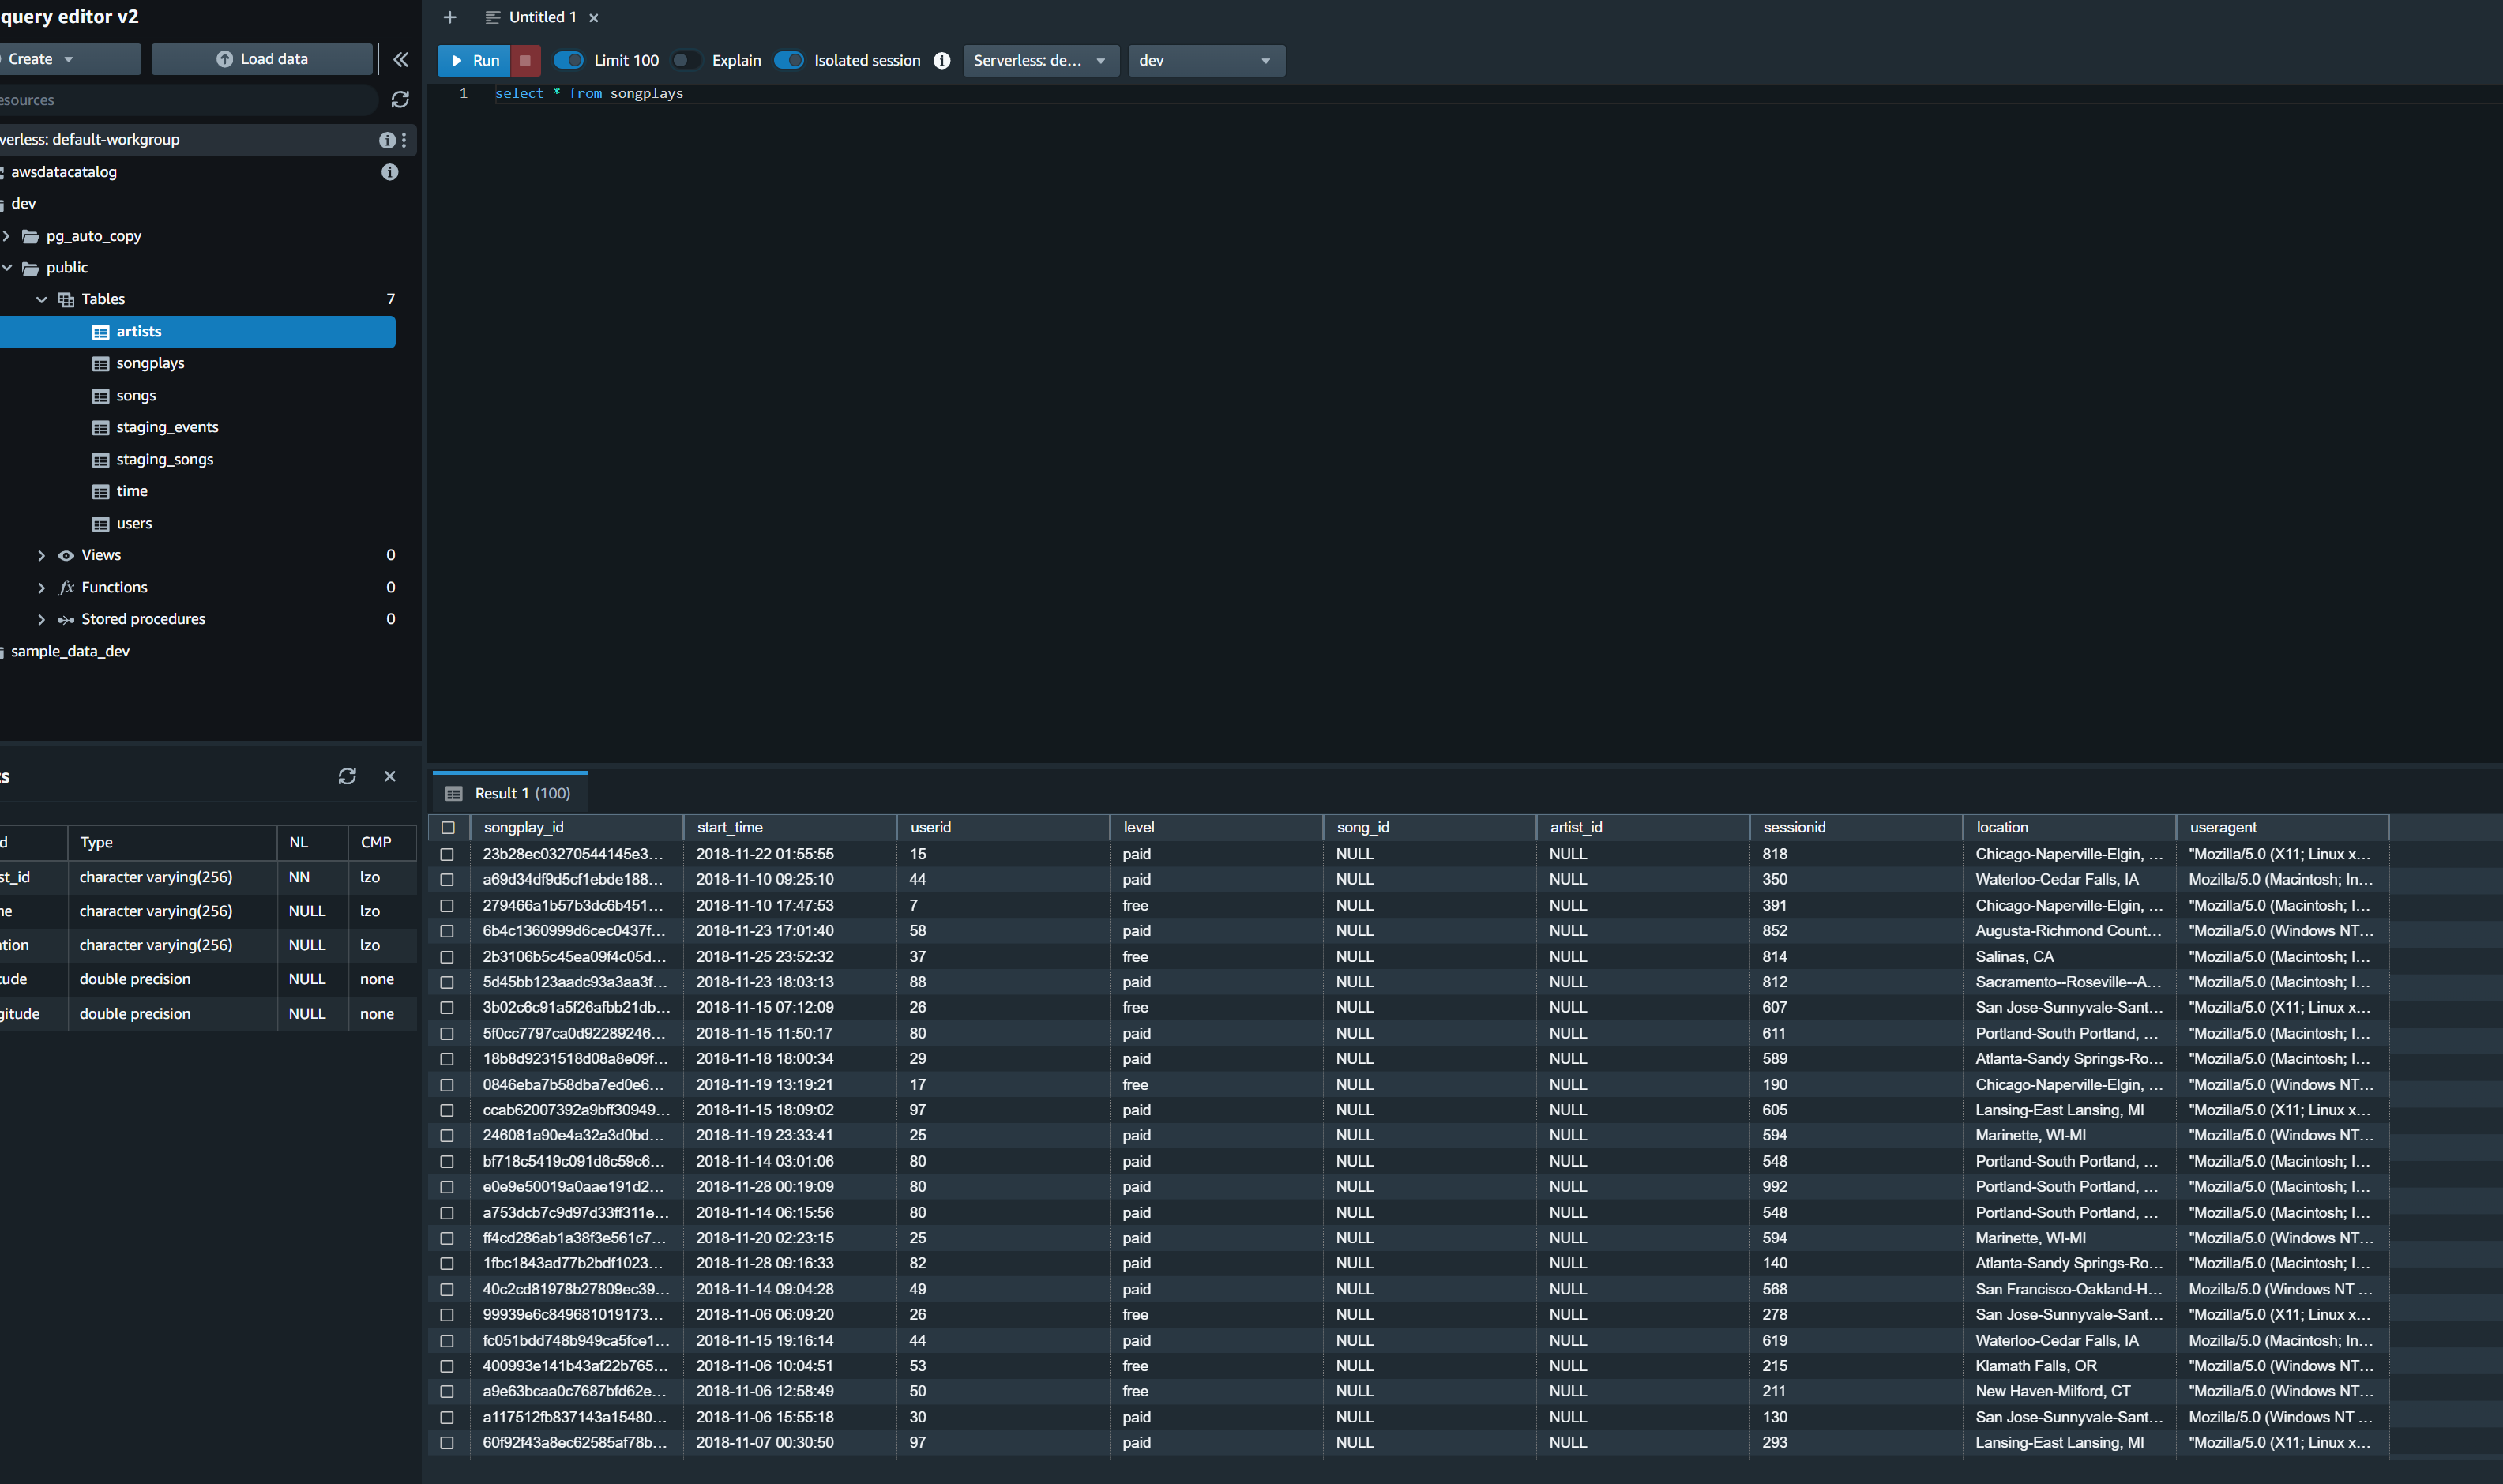 query editor v2
Create
Load data
esources
verless: default-workgroup
awsdatacatalog
dev
pg_auto_copy
public
Tables 7
artists
songplays
songs
staging_events
staging_songs
time
users
Views 0
fx Functions 0
Stored procedures 0
sample_data_dev
Untitled 1
Run Limit 100 Explain Isolated session Serverless: de... dev
1 select * from songplays
s
d Type NL CMP
st_id character varying(256) NN lzo
ne character varying(256) NULL lzo
ation character varying(256) NULL lzo
ude double precision NULL none
gitude double precision NULL none
Result 1 (100)
songplay_id start_time userid level song_id artist_id sessionid location useragent
23b28ec03270544145e3... 2018-11-22 01:55:55 15 paid NULL NULL 818 Chicago-Naperville-Elgin, ... "Mozilla/5.0 (X11; Linux x...
a69d34df9d5cf1ebde188... 2018-11-10 09:25:10 44 paid NULL NULL 350 Waterloo-Cedar Falls, IA Mozilla/5.0 (Macintosh; In...
279466a1b57b3dc6b451... 2018-11-10 17:47:53 7 free NULL NULL 391 Chicago-Naperville-Elgin, ... "Mozilla/5.0 (Macintosh; I...
6b4c1360999d6cec0437f... 2018-11-23 17:01:40 58 paid NULL NULL 852 Augusta-Richmond Count... "Mozilla/5.0 (Windows NT...
2b3106b5c45ea09f4c05d... 2018-11-25 23:52:32 37 free NULL NULL 814 Salinas, CA "Mozilla/5.0 (Macintosh; I...
5d45bb123aadc93a3aa3f... 2018-11-23 18:03:13 88 paid NULL NULL 812 Sacramento--Roseville--A... "Mozilla/5.0 (Macintosh; I...
3b02c6c91a5f26afbb21db... 2018-11-15 07:12:09 26 free NULL NULL 607 San Jose-Sunnyvale-Sant... "Mozilla/5.0 (X11; Linux x...
5f0cc7797ca0d92289246... 2018-11-15 11:50:17 80 paid NULL NULL 611 Portland-South Portland, ... "Mozilla/5.0 (Macintosh; I...
18b8d9231518d08a8e09f... 2018-11-18 18:00:34 29 paid NULL NULL 589 Atlanta-Sandy Springs-Ro... "Mozilla/5.0 (Macintosh; I...
0846eba7b58dba7ed0e6... 2018-11-19 13:19:21 17 free NULL NULL 190 Chicago-Naperville-Elgin, ... "Mozilla/5.0 (Windows NT...
ccab62007392a9bff30949... 2018-11-15 18:09:02 97 paid NULL NULL 605 Lansing-East Lansing, MI "Mozilla/5.0 (X11; Linux x...
246081a90e4a32a3d0bd... 2018-11-19 23:33:41 25 paid NULL NULL 594 Marinette, WI-MI "Mozilla/5.0 (Windows NT...
bf718c5419c091d6c59c6... 2018-11-14 03:01:06 80 paid NULL NULL 548 Portland-South Portland, ... "Mozilla/5.0 (Macintosh; I...
e0e9e50019a0aae191d2... 2018-11-28 00:19:09 80 paid NULL NULL 992 Portland-South Portland, ... "Mozilla/5.0 (Macintosh; I...
a753dcb7c9d97d33ff311e... 2018-11-14 06:15:56 80 paid NULL NULL 548 Portland-South Portland, ... "Mozilla/5.0 (Macintosh; I...
ff4cd286ab1a38f3e561c7... 2018-11-20 02:23:15 25 paid NULL NULL 594 Marinette, WI-MI "Mozilla/5.0 (Windows NT...
1fbc1843ad77b2bdf1023... 2018-11-28 09:16:33 82 paid NULL NULL 140 Atlanta-Sandy Springs-Ro... "Mozilla/5.0 (Macintosh; I...
40c2cd81978b27809ec39... 2018-11-14 09:04:28 49 paid NULL NULL 568 San Francisco-Oakland-H... Mozilla/5.0 (Windows NT ...
99939e6c849681019173... 2018-11-06 06:09:20 26 free NULL NULL 278 San Jose-Sunnyvale-Sant... "Mozilla/5.0 (X11; Linux x...
fc051bdd748b949ca5fce1... 2018-11-15 19:16:14 44 paid NULL NULL 619 Waterloo-Cedar Falls, IA Mozilla/5.0 (Macintosh; In...
400993e141b43af22b765... 2018-11-06 10:04:51 53 free NULL NULL 215 Klamath Falls, OR "Mozilla/5.0 (Windows NT...
a9e63bcaa0c7687bfd62e... 2018-11-06 12:58:49 50 free NULL NULL 211 New Haven-Milford, CT "Mozilla/5.0 (Windows NT...
a117512fb837143a15480... 2018-11-06 15:55:18 30 paid NULL NULL 130 San Jose-Sunnyvale-Sant... Mozilla/5.0 (Windows NT ...
60f92f43a8ec62585af78b... 2018-11-07 00:30:50 97 paid NULL NULL 293 Lansing-East Lansing, MI "Mozilla/5.0 (X11; Linux x...